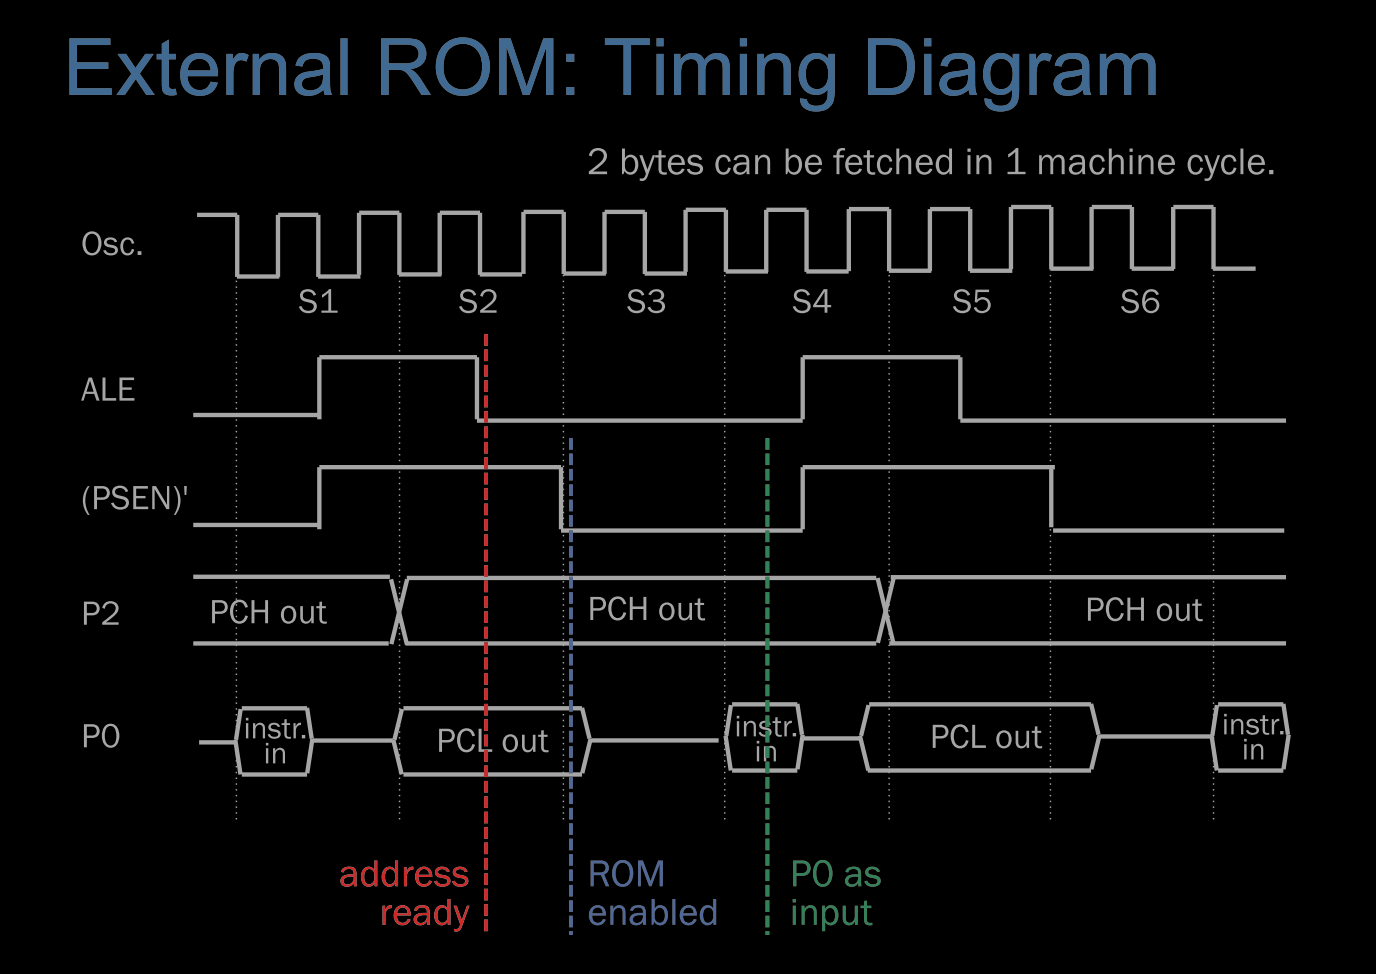 External ROM: Timing Diagram
2 bytes can be fetched in 1 machine cycle.
Osc.
S1 S2 S3 S4 S5 S6
ALE
(PSEN)'
P2
PCH out PCH out PCH out
P0
instr.
in
PCL out
instr.
in
PCL out
instr.
in
address
ready
ROM
enabled
P0 as
input